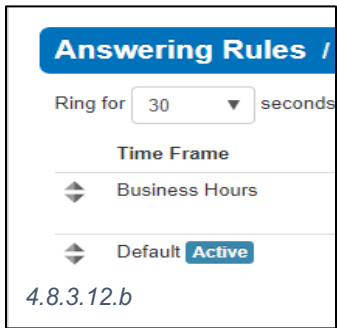 Answering Rules /
Ring for 30 seconds
Time Frame
Business Hours
Default Active
4.8.3.12.b